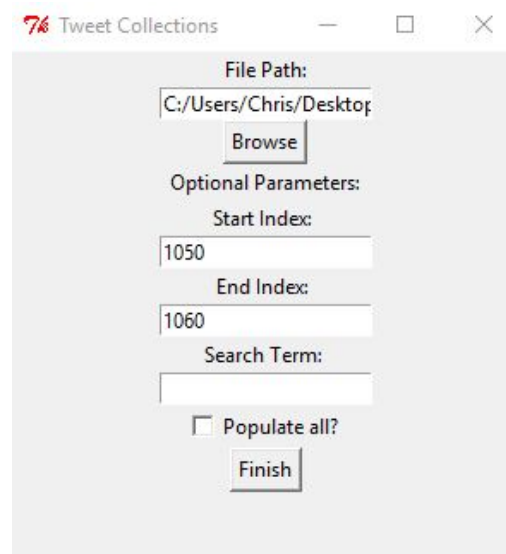 Tweet Collections
File Path:
C:/Users/Chris/Desktop
Browse
Optional Parameters:
Start Index:
1050
End Index:
1060
Search Term:
Populate all?
Finish